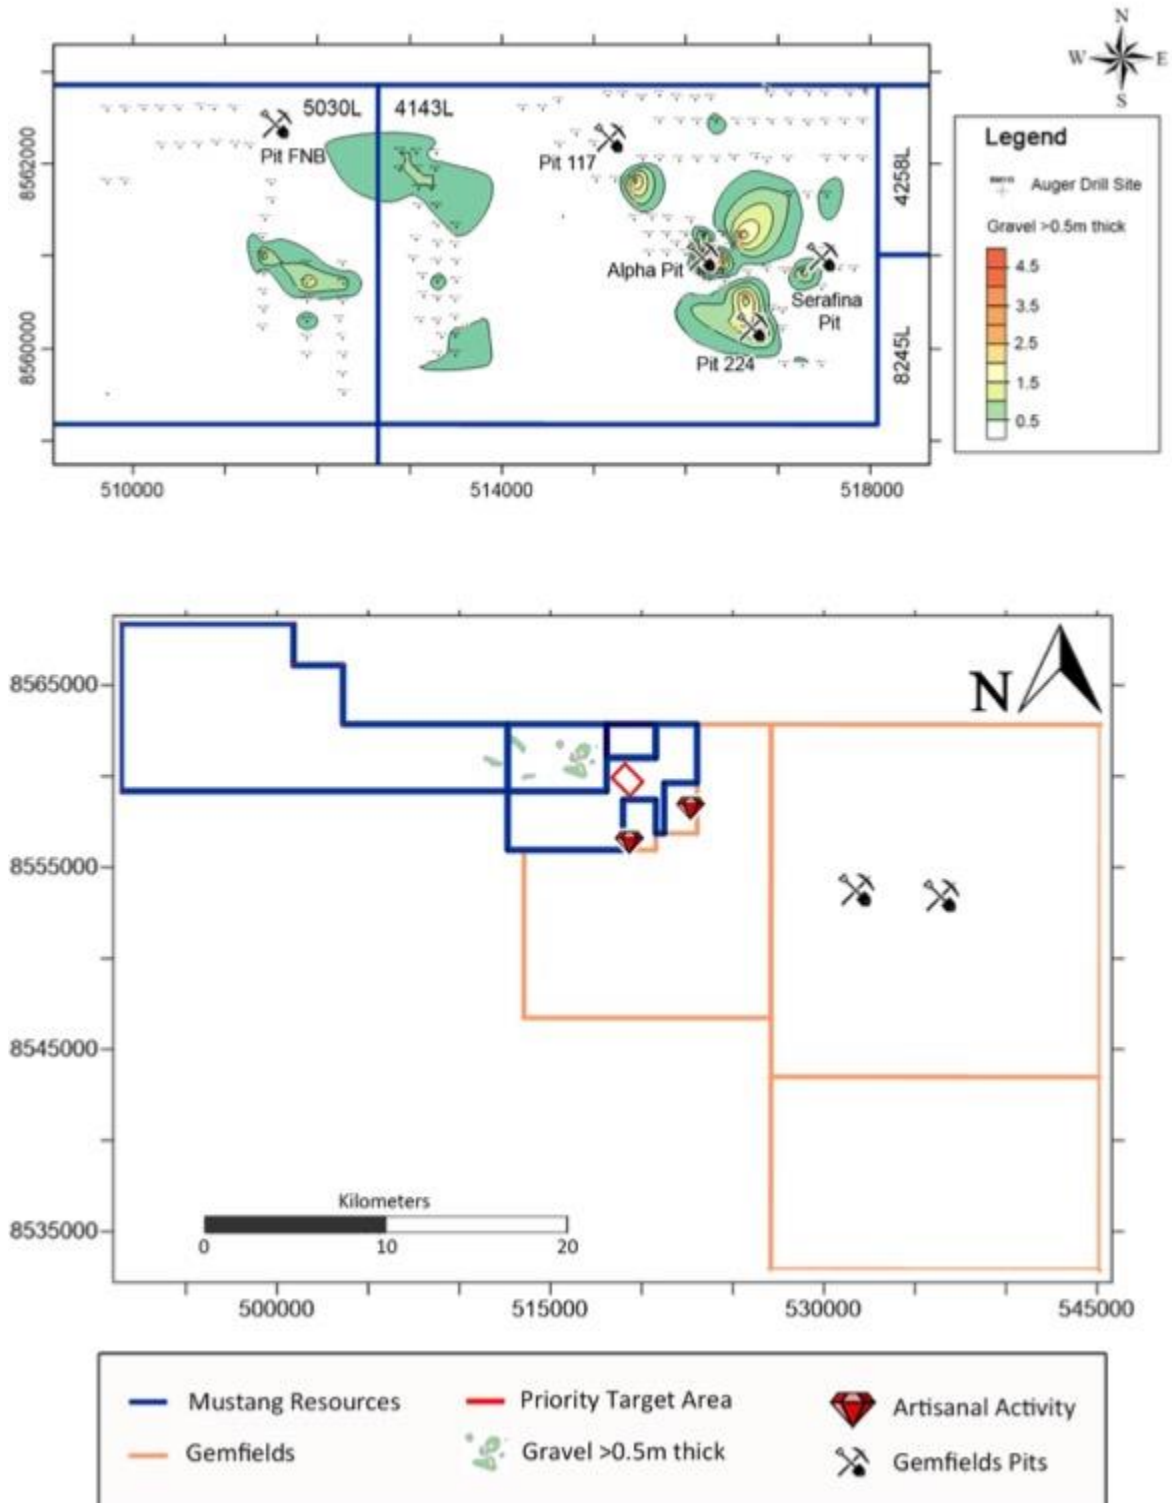 N
W
E
S
5030L
4143L
Pit FNB
Pit 117
Alpha Pit
Serafina
Pit
Pit 224
4258L
8245L
8562000
8560000
510000
514000
518000
Legend
Auger Drill Site
Gravel >0.5m thick
4.5
3.5
2.5
1.5
0.5
N
8565000
8555000
8545000
8535000
Kilometers
0
10
20
500000
515000
530000
545000
Mustang Resources
Priority Target Area
Artisanal Activity
Gemfields
Gravel >0.5m thick
Gemfields Pits